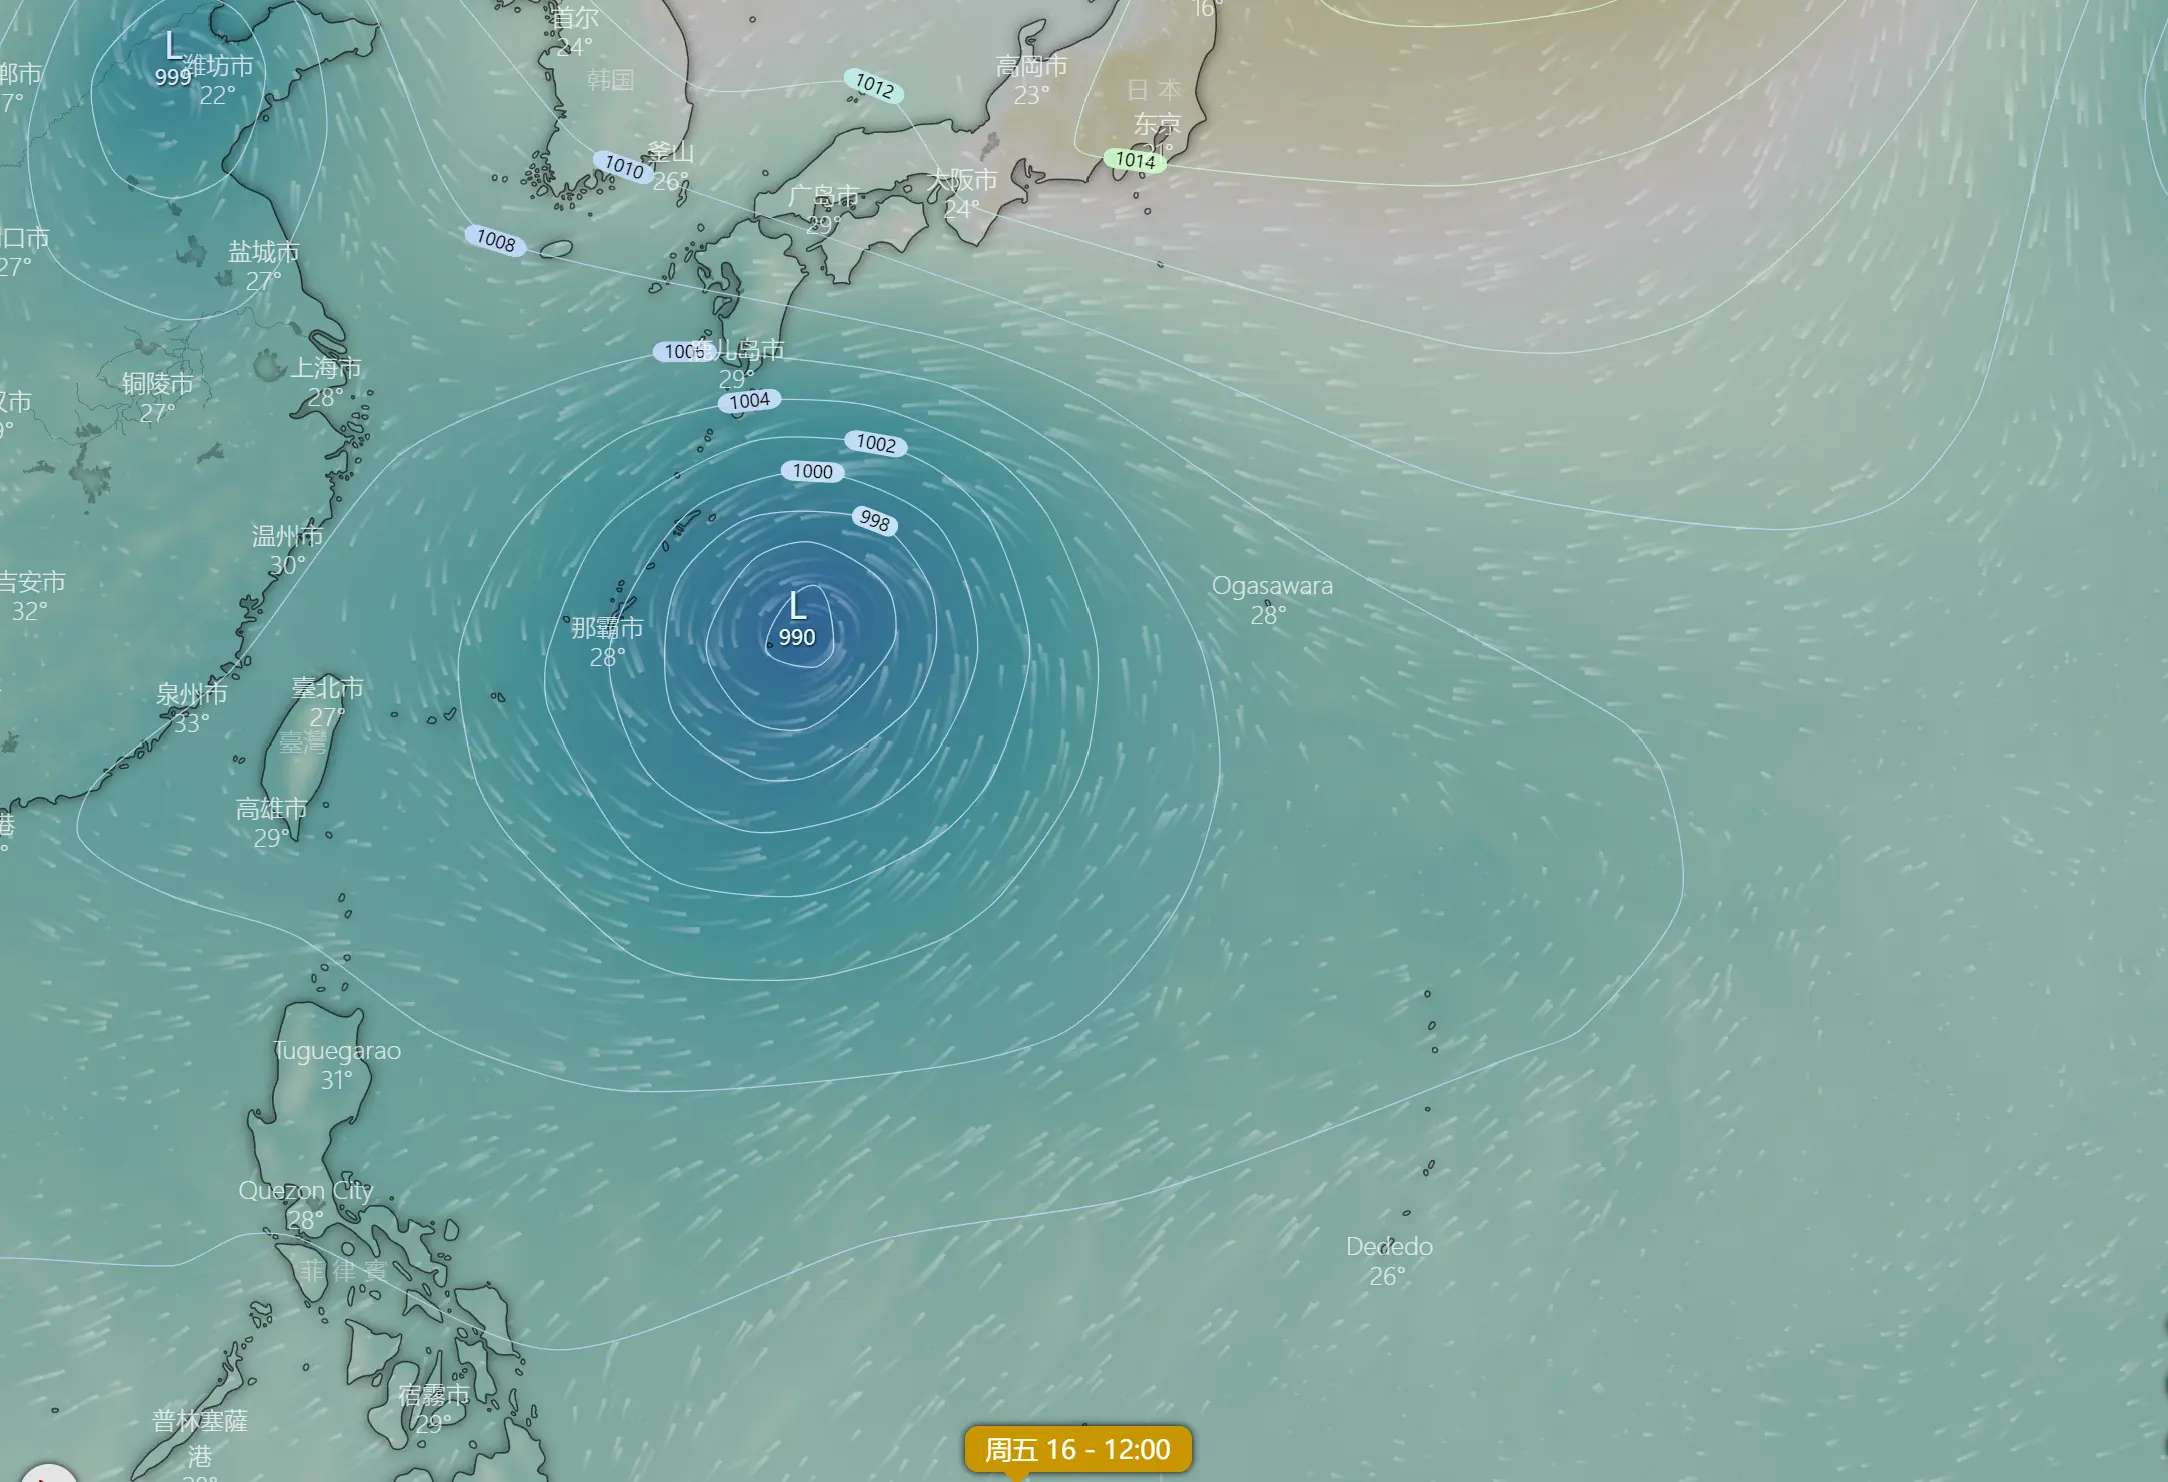 首尔
24°
韩国
16°
L
999
潍坊市
22°
郸市
7°
1012
高岡市
23°
日本
东京
21°
1014
1010
釜山
26°
广岛市
29°
大阪市
24°
口市
27°
盐城市
27°
1008
1006
鹿儿岛市
29°
1004
上海市
28°
铜陵市
27°
汉市
9°
1002
1000
998
温州市
30°
吉安市
32°
L
990
那霸市
28°
Ogasawara
28°
泉州市
33°
臺北市
27°
臺灣
高雄市
29°
港
°
Tuguegarao
31°
Quezon City
28°
菲律賓
Dededo
26°
宿霧市
29°
普林塞薩
港
周五 16 - 12:00